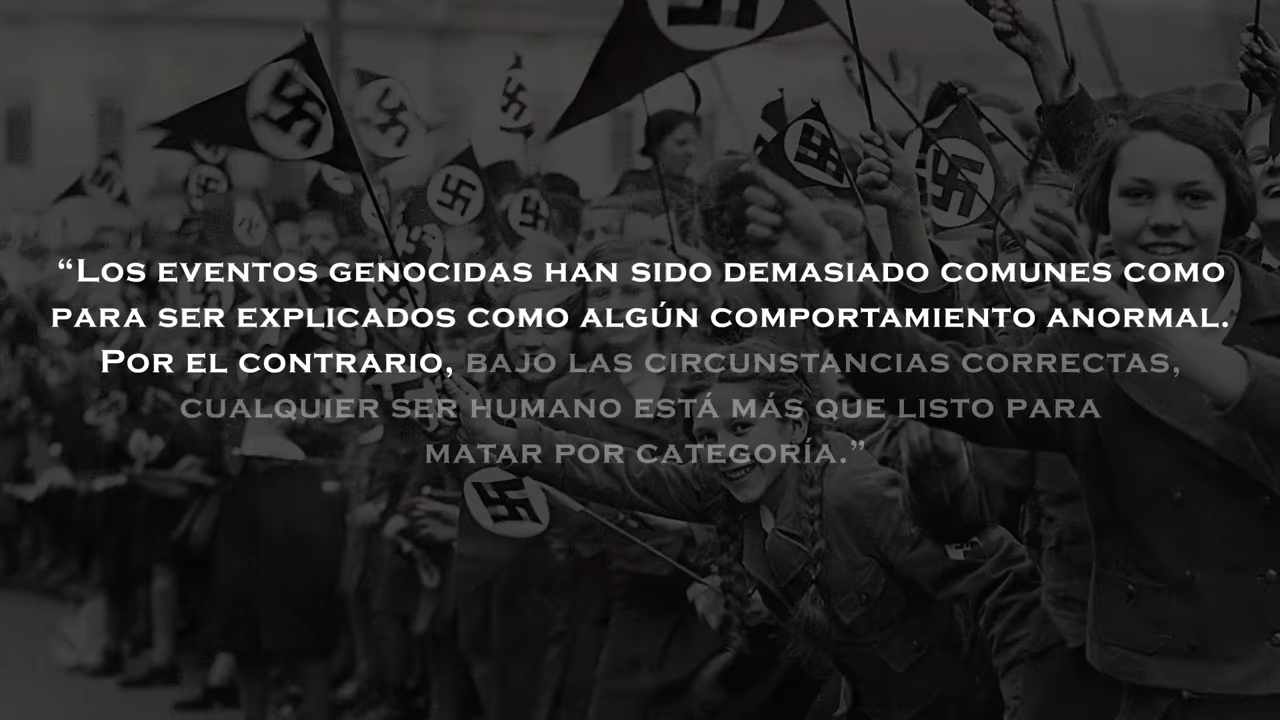 “Los eventos genocidas han sido demasiado comunes como
para ser explicados como algún comportamiento anormal.
Por el contrario, bajo las circunstancias correctas,
cualquier ser humano está más que listo para
matar por categoría.”